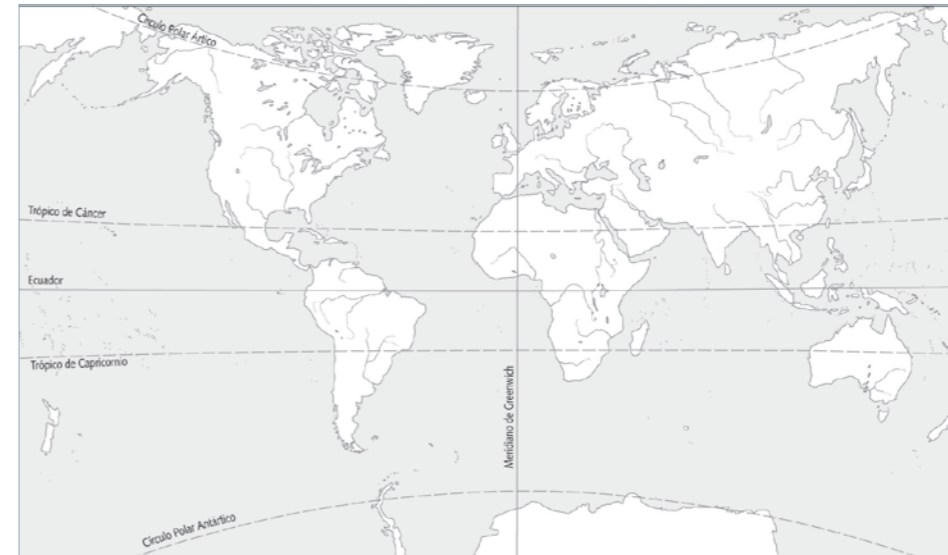 Círculo Polar Ártico
Trópico de Cáncer
Ecuador
Trópico de Capricornio
Meridiano de Greenwich
Círculo Polar Antártico